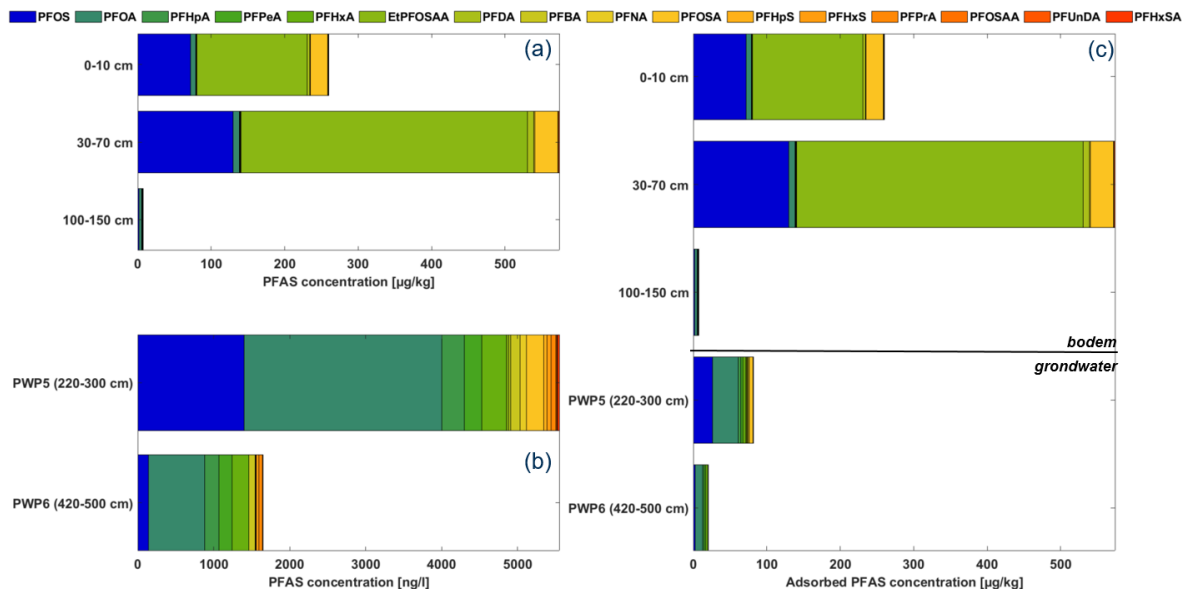 PFOS PFOA PFHpA PFPeA PFHxA EtPFOSAA PFDA PFBA PFNA PFOSA PFHpS PFHxS PFPrA PFOSAA PFUnDA PFHxSA
(a)
0-10 cm
30-70 cm
100-150 cm
0 100 200 300 400 500
PFAS concentration [µg/kg]
PWP5 (220-300 cm)
PWP6 (420-500 cm)
(b)
0 1000 2000 3000 4000 5000
PFAS concentration [ng/l]
(c)
0-10 cm
30-70 cm
100-150 cm
bodem
grondwater
PWP5 (220-300 cm)
PWP6 (420-500 cm)
0 100 200 300 400 500
Adsorbed PFAS concentration [µg/kg]